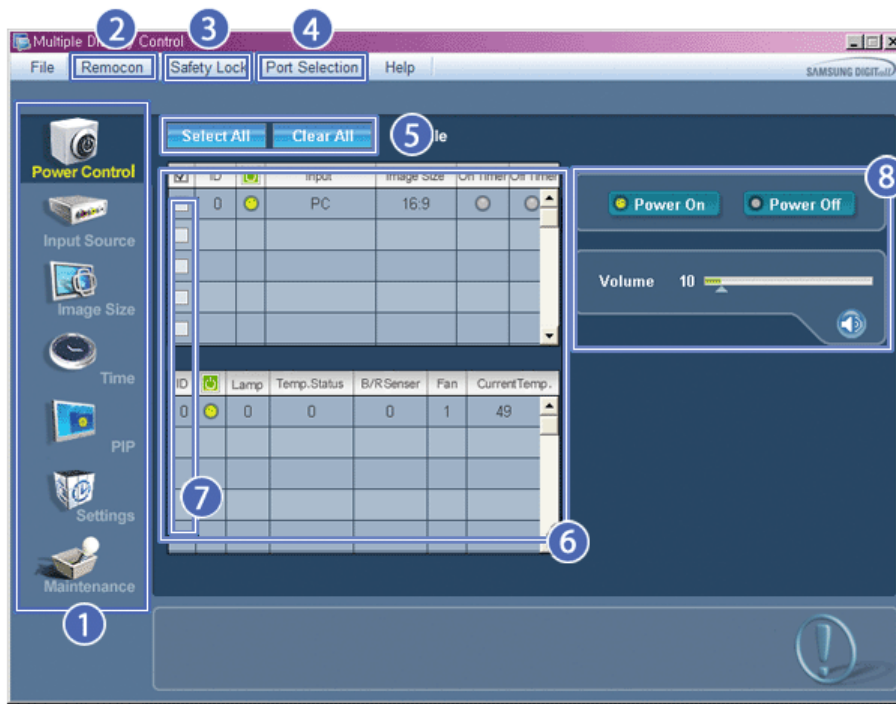 Multiple Display Control
2
3
4
File Remocon Safety Lock Port Selection Help
SAMSUNG DIGITall
Select All Clear All 5 le
Power Control
Input Source
Image Size
Time
PIP
Settings
Maintenance
1
ID Input Image Size On Timer Off Timer
0 PC 16:9
ID Lamp Temp.Status B/RSenser Fan CurrentTemp.
0 0 0 0 1 49
7
6
8
Power On Power Off
Volume 10